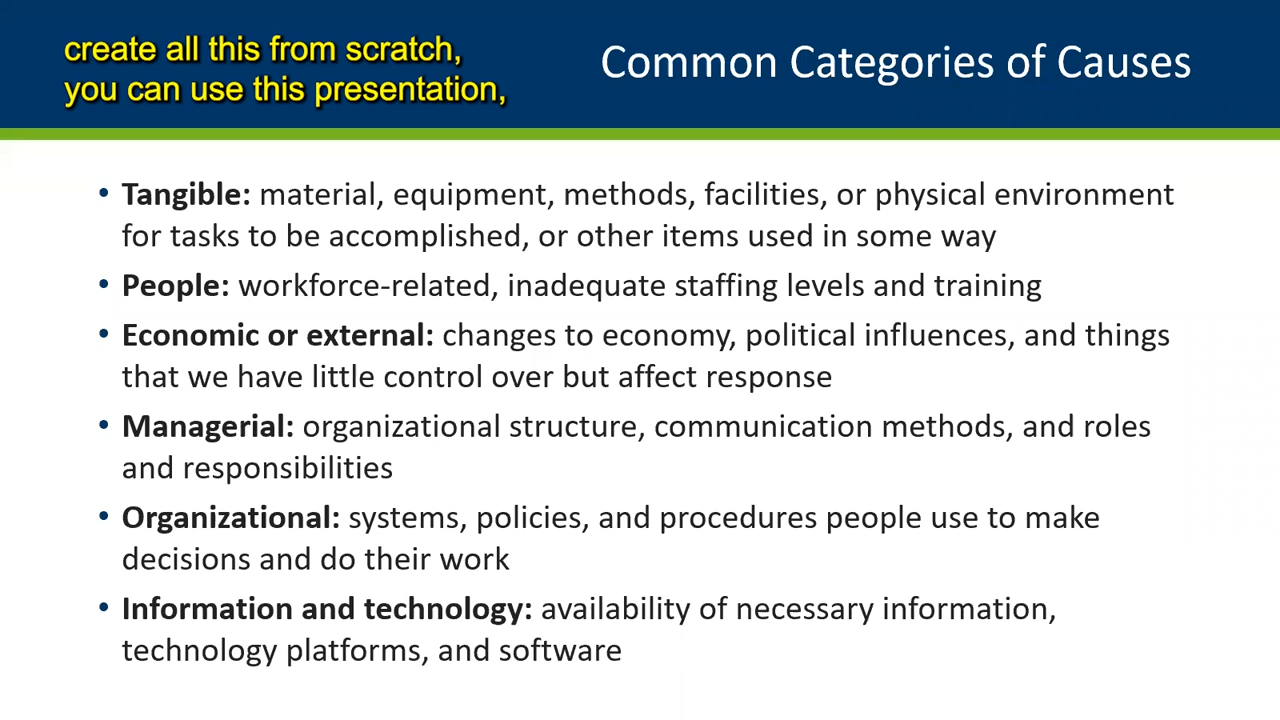 create all this from scratch,
you can use this presentation,
Common Categories of Causes
• Tangible: material, equipment, methods, facilities, or physical environment
for tasks to be accomplished, or other items used in some way
• People: workforce-related, inadequate staffing levels and training
• Economic or external: changes to economy, political influences, and things
that we have little control over but affect response
• Managerial: organizational structure, communication methods, and roles
and responsibilities
• Organizational: systems, policies, and procedures people use to make
decisions and do their work
• Information and technology: availability of necessary information,
technology platforms, and software